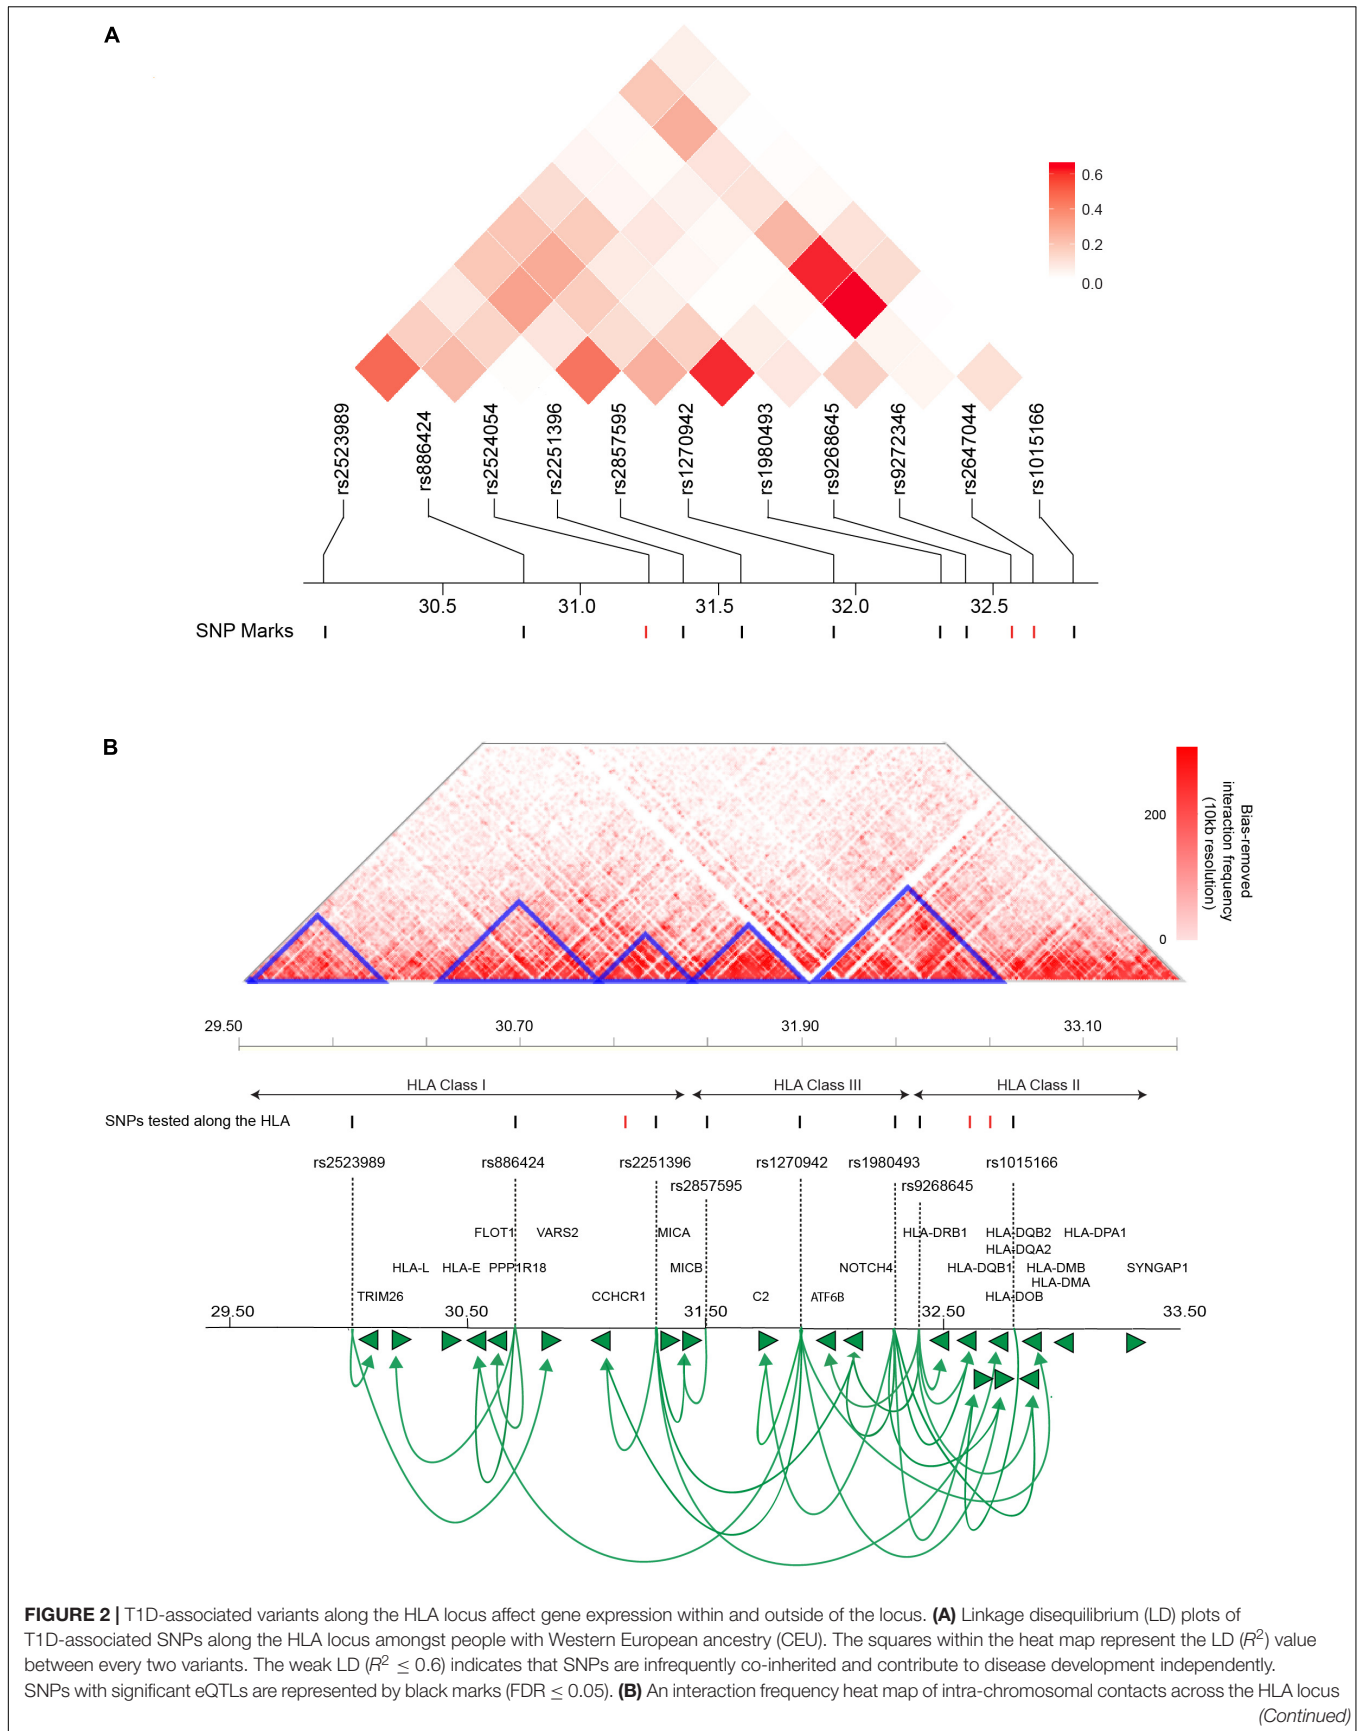 A
0.6
0.4
0.2
0.0
rs2523989
rs886424
rs2524054
rs2251396
rs2857595
rs1270942
rs1980493
rs9268645
rs9272346
rs2647044
rs1015166
30.5 31.0 31.5 32.0 32.5
SNP Marks
B
200
0
Bias-removed
interaction frequency
(10kb resolution)
29.50 30.70 31.90 33.10
HLA Class I HLA Class III HLA Class II
SNPs tested along the HLA
rs2523989 rs886424 rs2251396 rs1270942 rs1980493 rs1015166
rs2857595 rs9268645
FLOT1 VARS2 MICA HLA-DRB1 HLA-DQB2 HLA-DPA1
HLA-DQA2
HLA-L HLA-E PPP1R18 MICB NOTCH4 HLA-DQB1 HLA-DMB SYNGAP1
HLA-DMA
TRIM26 CCHCR1 C2 ATF6B HLA-DOB
29.50 30.50 31.50 32.50 33.50
FIGURE 2 | T1D-associated variants along the HLA locus affect gene expression within and outside of the locus. (A) Linkage disequilibrium (LD) plots of
T1D-associated SNPs along the HLA locus amongst people with Western European ancestry (CEU). The squares within the heat map represent the LD (R²) value
between every two variants. The weak LD (R² ≤ 0.6) indicates that SNPs are infrequently co-inherited and contribute to disease development independently.
SNPs with significant eQTLs are represented by black marks (FDR ≤ 0.05). (B) An interaction frequency heat map of intra-chromosomal contacts across the HLA locus
(Continued)